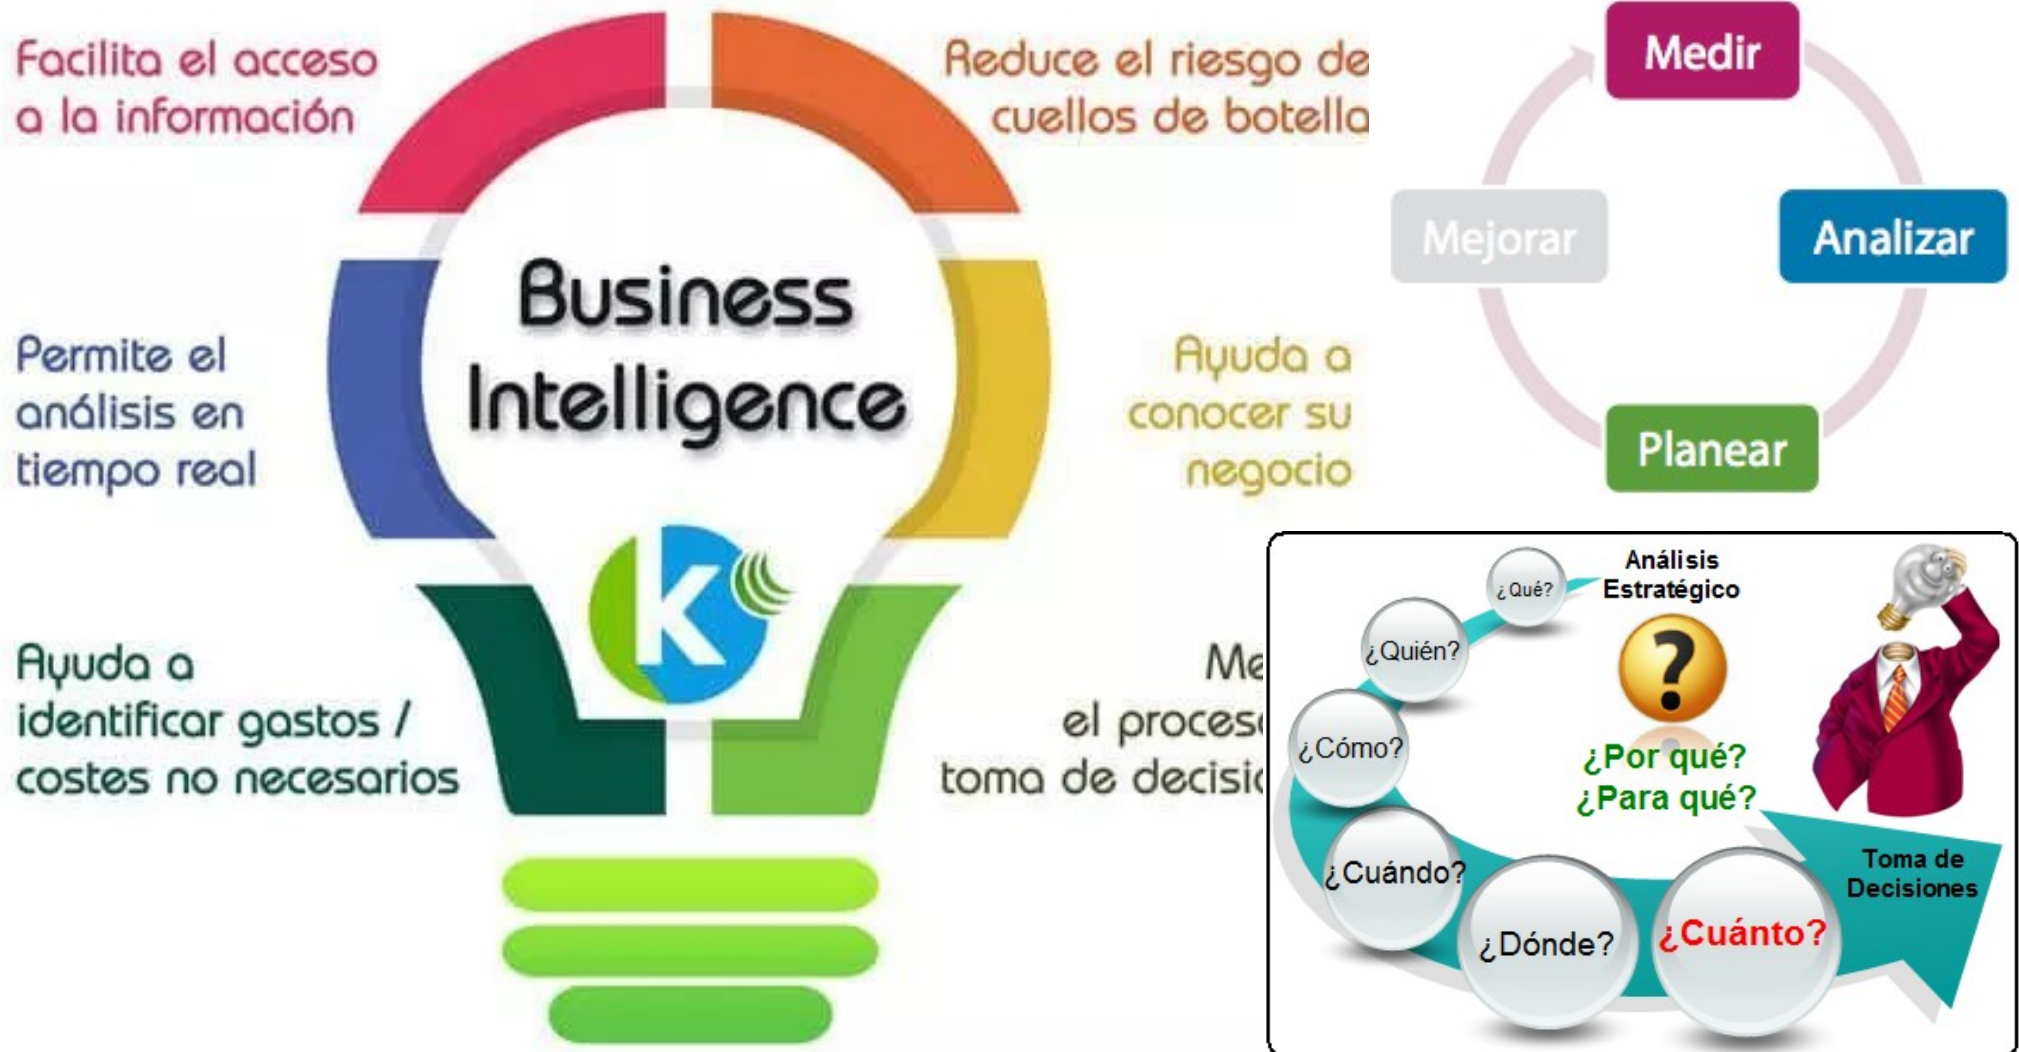 Facilita el acceso
a la información
Reduce el riesgo de
cuellos de botella
Business
Intelligence
Permite el
análisis en
tiempo real
Ayuda a
conocer su
negocio
Ayuda a
identificar gastos /
costes no necesarios
k
el proceso
toma de
Medir
Analizar
Planear
Mejorar
Análisis
Estratégico
¿Qué?
¿Quién?
¿Cómo?
¿Cuándo?
¿Dónde?
¿Cuánto?
?
¿Por qué?
¿Para qué?
Toma de
Decisiones